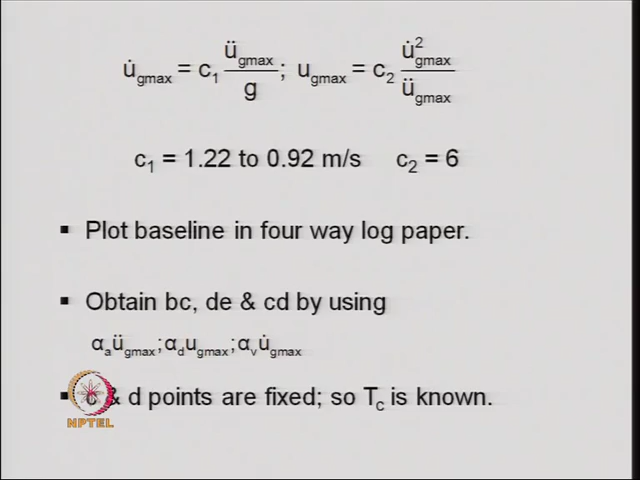 u̇gmax = c₁ ügmax/g ; ugmax = c₂ u̇²gmax/ügmax
c₁ = 1.22 to 0.92 m/s c₂ = 6
▪ Plot baseline in four way log paper.
▪ Obtain bc, de & cd by using
αₐügmax;αdugmax;αᵥu̇gmax
▪ c & d points are fixed; so Tc is known.
NPTEL